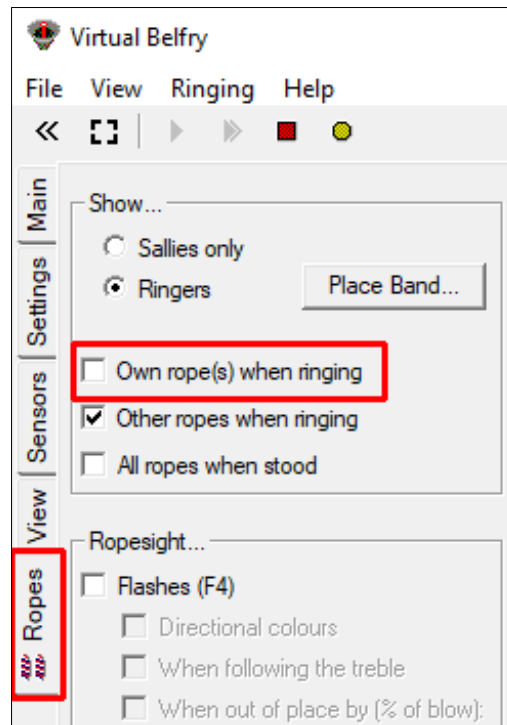 Virtual Belfry
File View Ringing Help
Main
Settings
Sensors
View
Ropes
Show...
Sallies only
Ringers
Place Band...
Own rope(s) when ringing
Other ropes when ringing
All ropes when stood
Ropesight...
Flashes (F4)
Directional colours
When following the treble
When out of place by (% of blow):